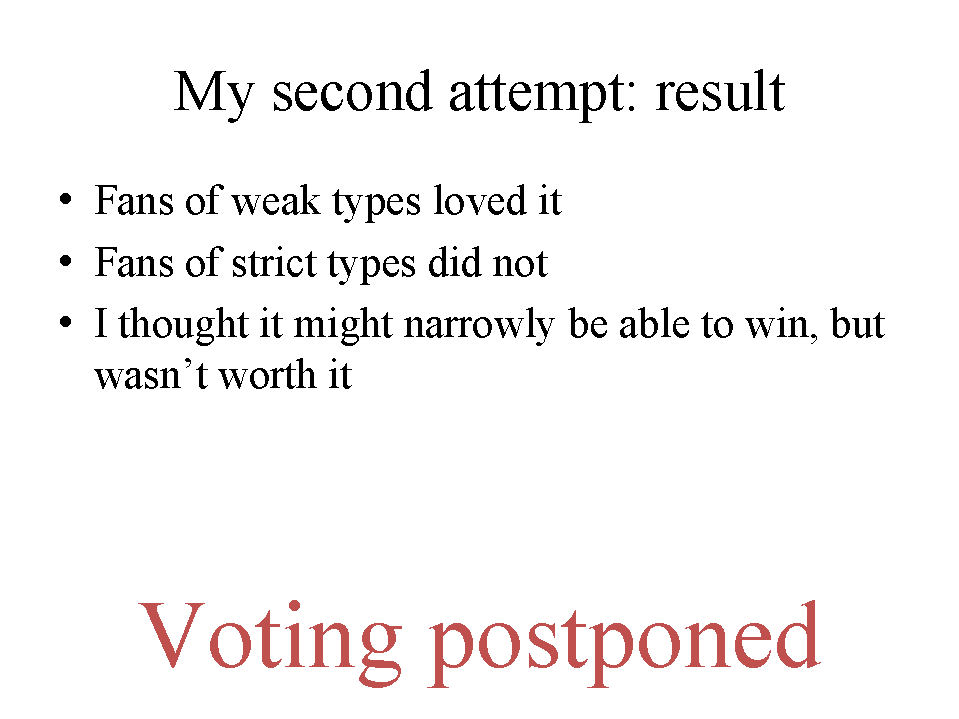 My second attempt: result
• Fans of weak types loved it
• Fans of strict types did not
• I thought it might narrowly be able to win, but
wasn’t worth it
Voting postponed